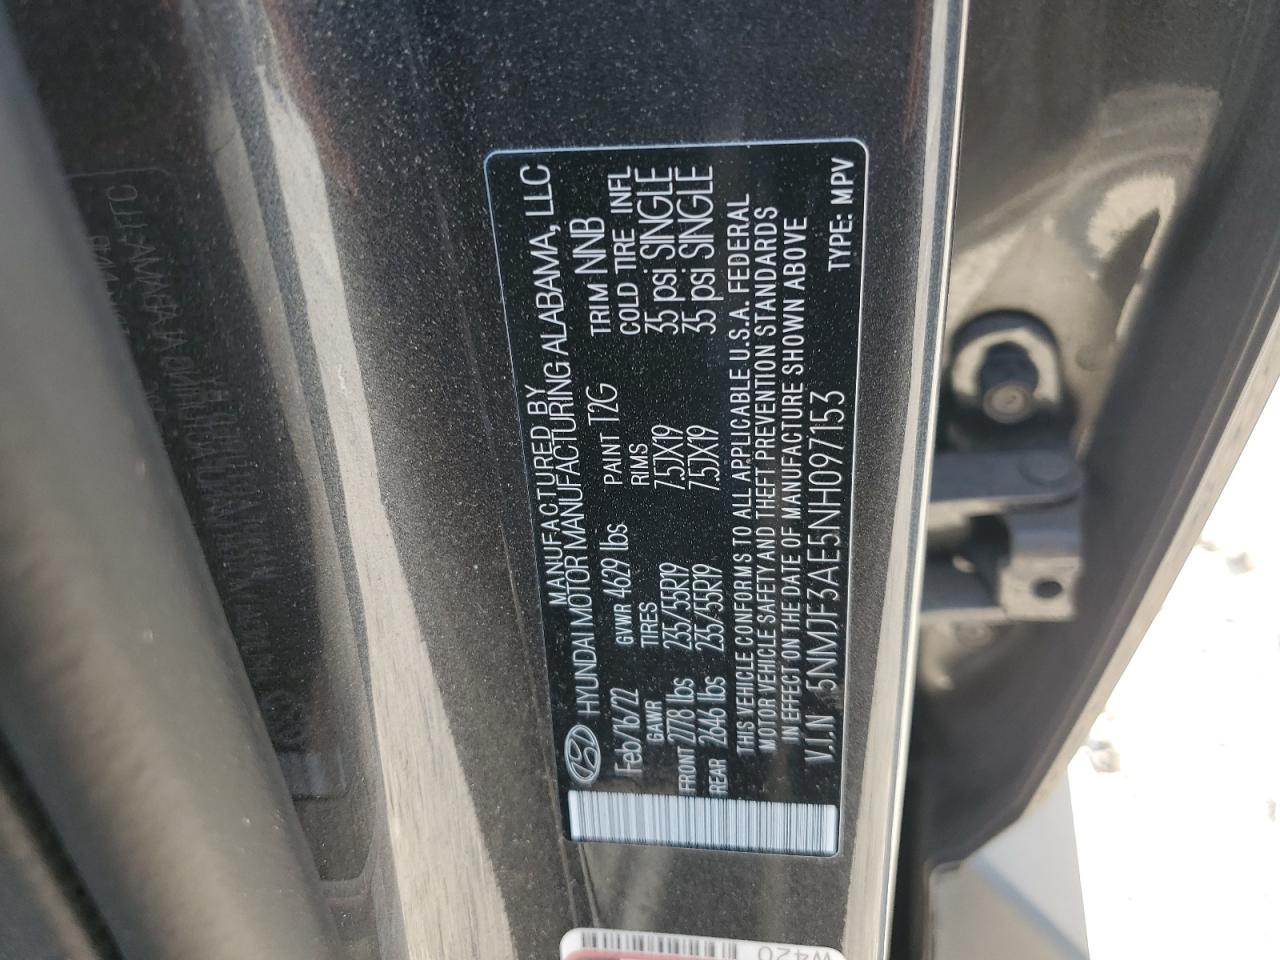 MANUFACTURED BY
HYUNDAI MOTOR MANUFACTURING ALABAMA, LLC
Feb/16/22 GVWR 4629 lbs PAINT T2G TRIM NNB
GAWR TIRES RIMS COLD TIRE INFL
FRONT 2778 lbs 235/55R19 7.5JX19 35 psi SINGLE
REAR 2646 lbs 235/55R19 7.5JX19 35 psi SINGLE
THIS VEHICLE CONFORMS TO ALL APPLICABLE U.S.A. FEDERAL
MOTOR VEHICLE SAFETY AND THEFT PREVENTION STANDARDS
IN EFFECT ON THE DATE OF MANUFACTURE SHOWN ABOVE
V.I.N 5NMJF3AE5NH097153
TYPE: MPV
W420